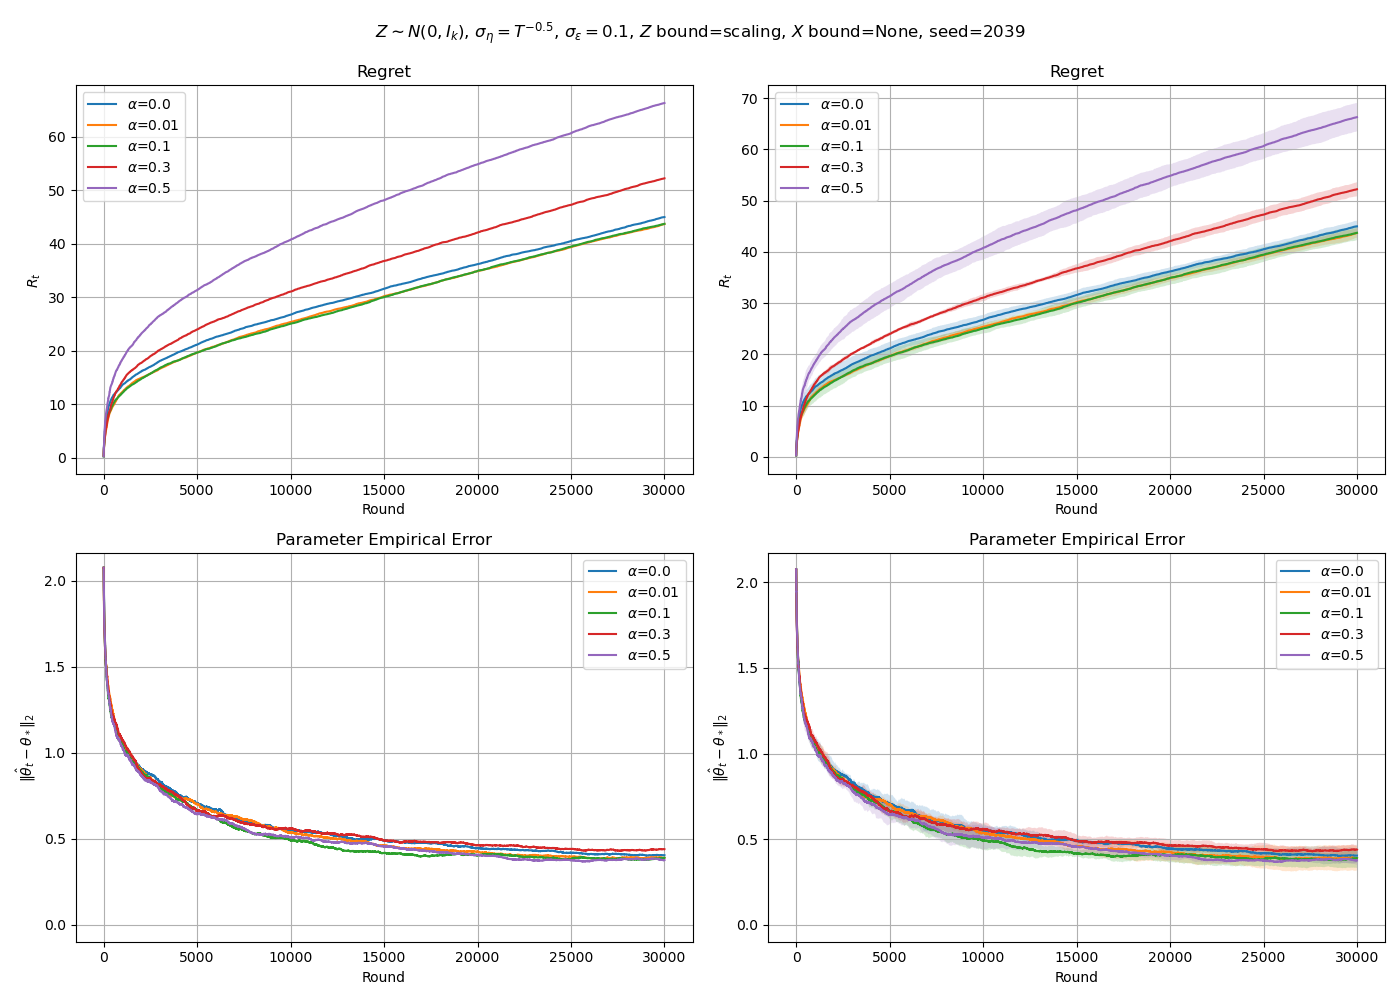 Z ~ N(0, I_k), σ_η = T^{-0.5}, σ_ε = 0.1, Z bound=scaling, X bound=None, seed=2039
Regret
R_t
60
50
40
30
20
10
0
α=0.0
α=0.01
α=0.1
α=0.3
α=0.5
0 5000 10000 15000 20000 25000 30000
Round
Regret
R_t
70
60
50
40
30
20
10
0
α=0.0
α=0.01
α=0.1
α=0.3
α=0.5
0 5000 10000 15000 20000 25000 30000
Round
Parameter Empirical Error
‖θ̂_t − θ_*‖_2
2.0
1.5
1.0
0.5
0.0
α=0.0
α=0.01
α=0.1
α=0.3
α=0.5
0 5000 10000 15000 20000 25000 30000
Round
Parameter Empirical Error
‖θ̂_t − θ_*‖_2
2.0
1.5
1.0
0.5
0.0
α=0.0
α=0.01
α=0.1
α=0.3
α=0.5
0 5000 10000 15000 20000 25000 30000
Round